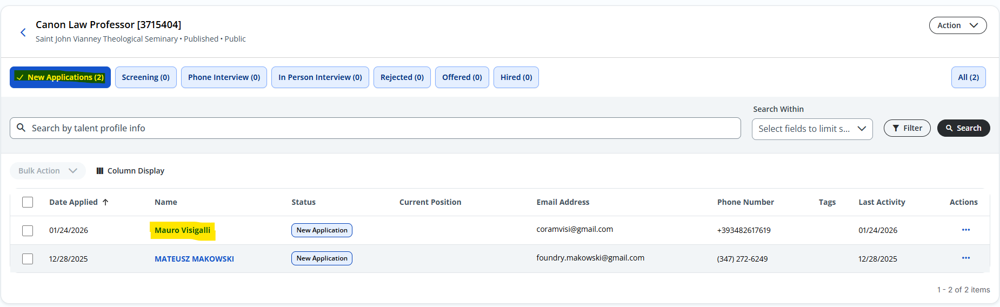 Canon Law Professor [3715404]
Saint John Vianney Theological Seminary • Published • Public
Action
New Applications (2)
Screening (0)
Phone Interview (0)
In Person Interview (0)
Rejected (0)
Offered (0)
Hired (0)
All (2)
Search Within
Search by talent profile info
Select fields to limit s...
Filter
Search
Bulk Action
Column Display
Date Applied Name Status Current Position Email Address Phone Number Tags Last Activity Actions
01/24/2026 Mauro Visigalli New Application coramvisi@gmail.com +393482617619 01/24/2026
12/28/2025 MATEUSZ MAKOWSKI New Application foundry.makowski@gmail.com (347) 272-6249 12/28/2025
1 - 2 of 2 items